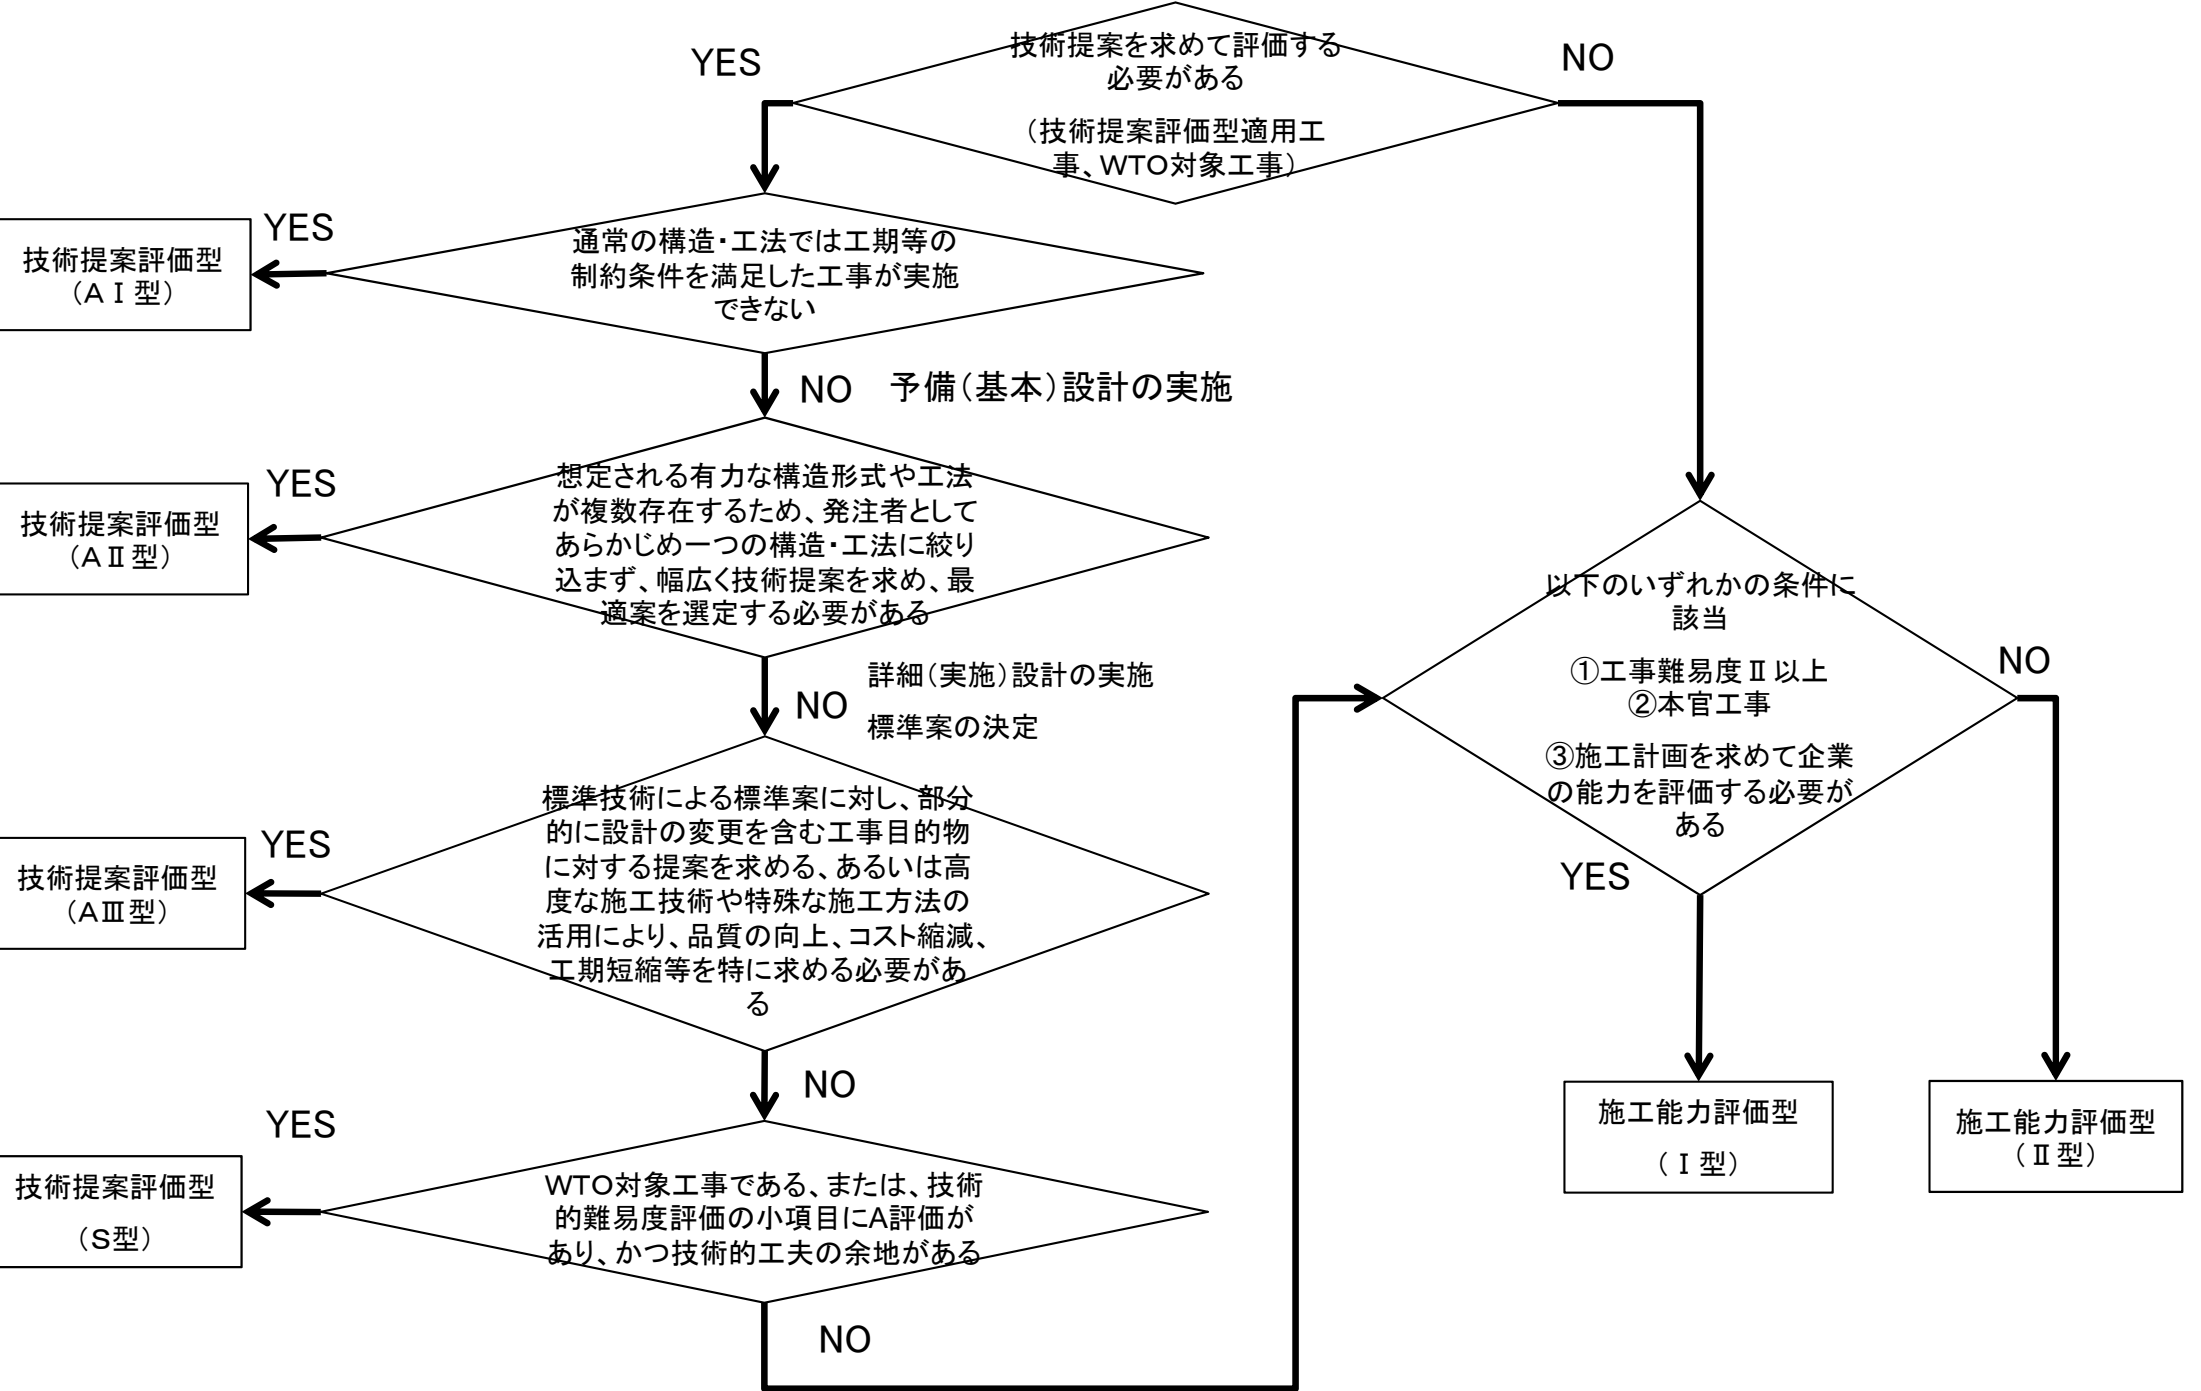 技術提案を求めて評価する
必要がある
（技術提案評価型適用工
事、WTO対象工事）
YES
NO
通常の構造・工法では工期等の
制約条件を満足した工事が実施
できない
YES
技術提案評価型
（AⅠ型）
NO
予備（基本）設計の実施
想定される有力な構造形式や工法
が複数存在するため、発注者として
あらかじめ一つの構造・工法に絞り
込まず、幅広く技術提案を求め、最
適案を選定する必要がある
YES
技術提案評価型
（AⅡ型）
NO
詳細（実施）設計の実施
標準案の決定
標準技術による標準案に対し、部分
的に設計の変更を含む工事目的物
に対する提案を求める、あるいは高
度な施工技術や特殊な施工方法の
活用により、品質の向上、コスト縮減、
工期短縮等を特に求める必要があ
る
YES
技術提案評価型
（AⅢ型）
NO
WTO対象工事である、または、技術
的難易度評価の小項目にA評価が
あり、かつ技術的工夫の余地がある
YES
技術提案評価型
（S型）
NO
以下のいずれかの条件に
該当
①工事難易度Ⅱ以上
②本官工事
③施工計画を求めて企業
の能力を評価する必要が
ある
YES
NO
施工能力評価型
（Ⅰ型）
施工能力評価型
（Ⅱ型）